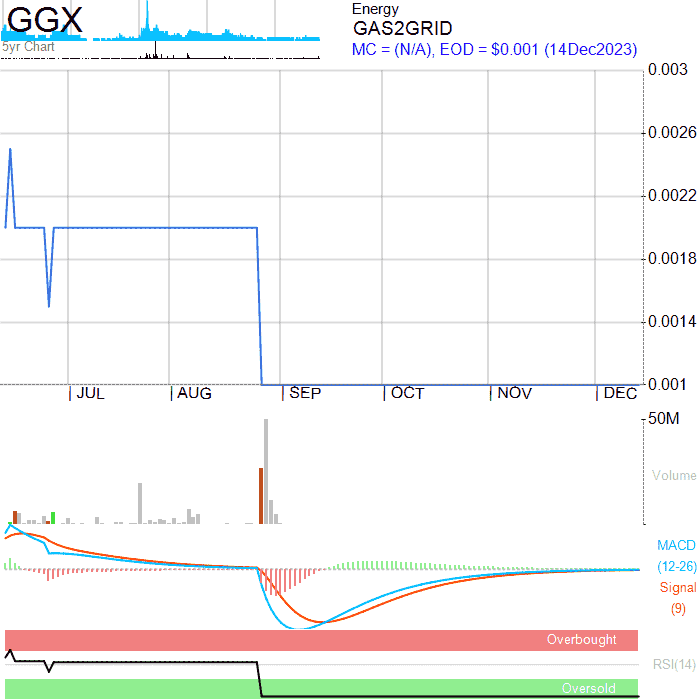 GGX
5yr Chart
Energy
GAS2GRID
MC = (N/A), EOD = $0.001 (14Dec2023)
0.003
0.0026
0.0022
0.0018
0.0014
0.001
JUL AUG SEP OCT NOV DEC
50M
Volume
MACD
(12-26)
Signal
(9)
Overbought
RSI(14)
Oversold